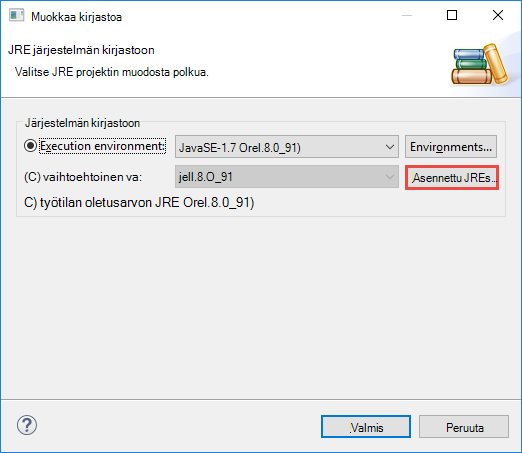 Muokkaa kirjastoa
JRE järjestelmän kirjastoon
Valitse JRE projektin muodosta polkua.
Järjestelmän kirjastoon
Execution environment: JavaSE-1.7 Orel.8.0_91) Environments...
(C) vaihtoehtoinen va: jell.8.O_91 Asennettu JREs...
C) työtilan oletusarvon JRE Orel.8.0_91)
?
Valmis Peruuta